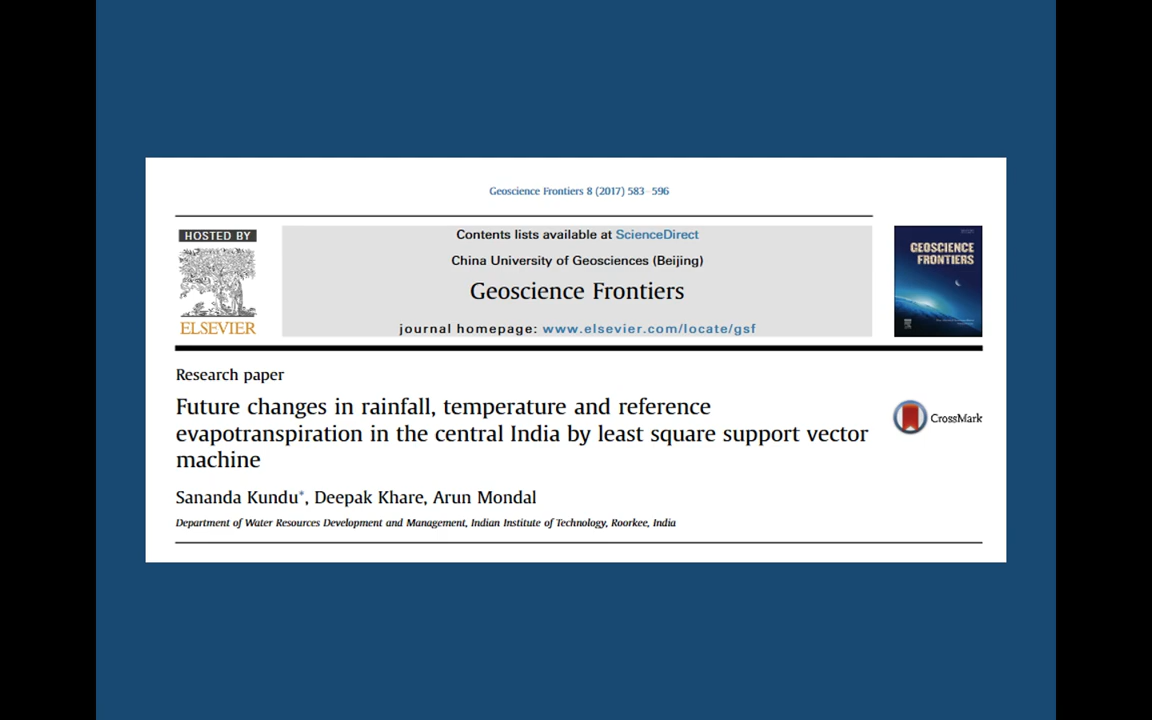 Geoscience Frontiers 8 (2017) 583–596
HOSTED BY
ELSEVIER
Contents lists available at ScienceDirect
China University of Geosciences (Beijing)
Geoscience Frontiers
journal homepage: www.elsevier.com/locate/gsf
GEOSCIENCE
FRONTIERS
Research paper
Future changes in rainfall, temperature and reference
evapotranspiration in the central India by least square support vector
machine
CrossMark
Sananda Kundu*, Deepak Khare, Arun Mondal
Department of Water Resources Development and Management, Indian Institute of Technology, Roorkee, India